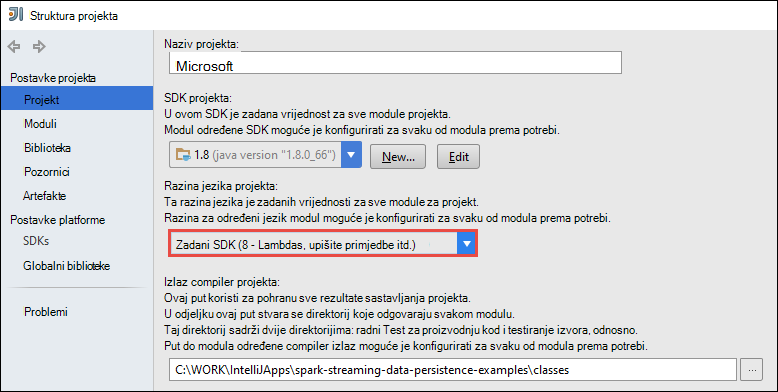 Struktura projekta
Naziv projekta:
Microsoft
Postavke projekta
Projekt
Moduli
Biblioteka
Pozornici
Artefakte
Postavke platforme
SDKs
Globalni biblioteke
Problemi
SDK projekta:
U ovom SDK je zadana vrijednost za sve module projekta.
Modul određene SDK moguće je konfigurirati za svaku od modula prema potrebi.
1.8 (java version "1.8.0_66")
New...
Edit
Razina jezika projekta:
Ta razina jezika je zadanih vrijednosti za sve module za projekt.
Razina za određeni jezik modul moguće je konfigurirati za svaku od modula prema potrebi.
Zadani SDK (8 - Lambdas, upišite primjedbe itd.)
Izlaz compiler projekta:
Ovaj put koristi za pohranu sve rezultate sastavljanja projekta.
U odjeljku ovaj put stvara se direktorij koje odgovaraju svakom modulu.
Taj direktorij sadrži dvije direktorijima: radni Test za proizvodnju kod i testiranje izvora, odnosno.
Put do modula određene compiler izlaz moguće je konfigurirati za svaku od modula prema potrebi.
C:\WORK\IntelliJApps\spark-streaming-data-persistence-examples\classes
...